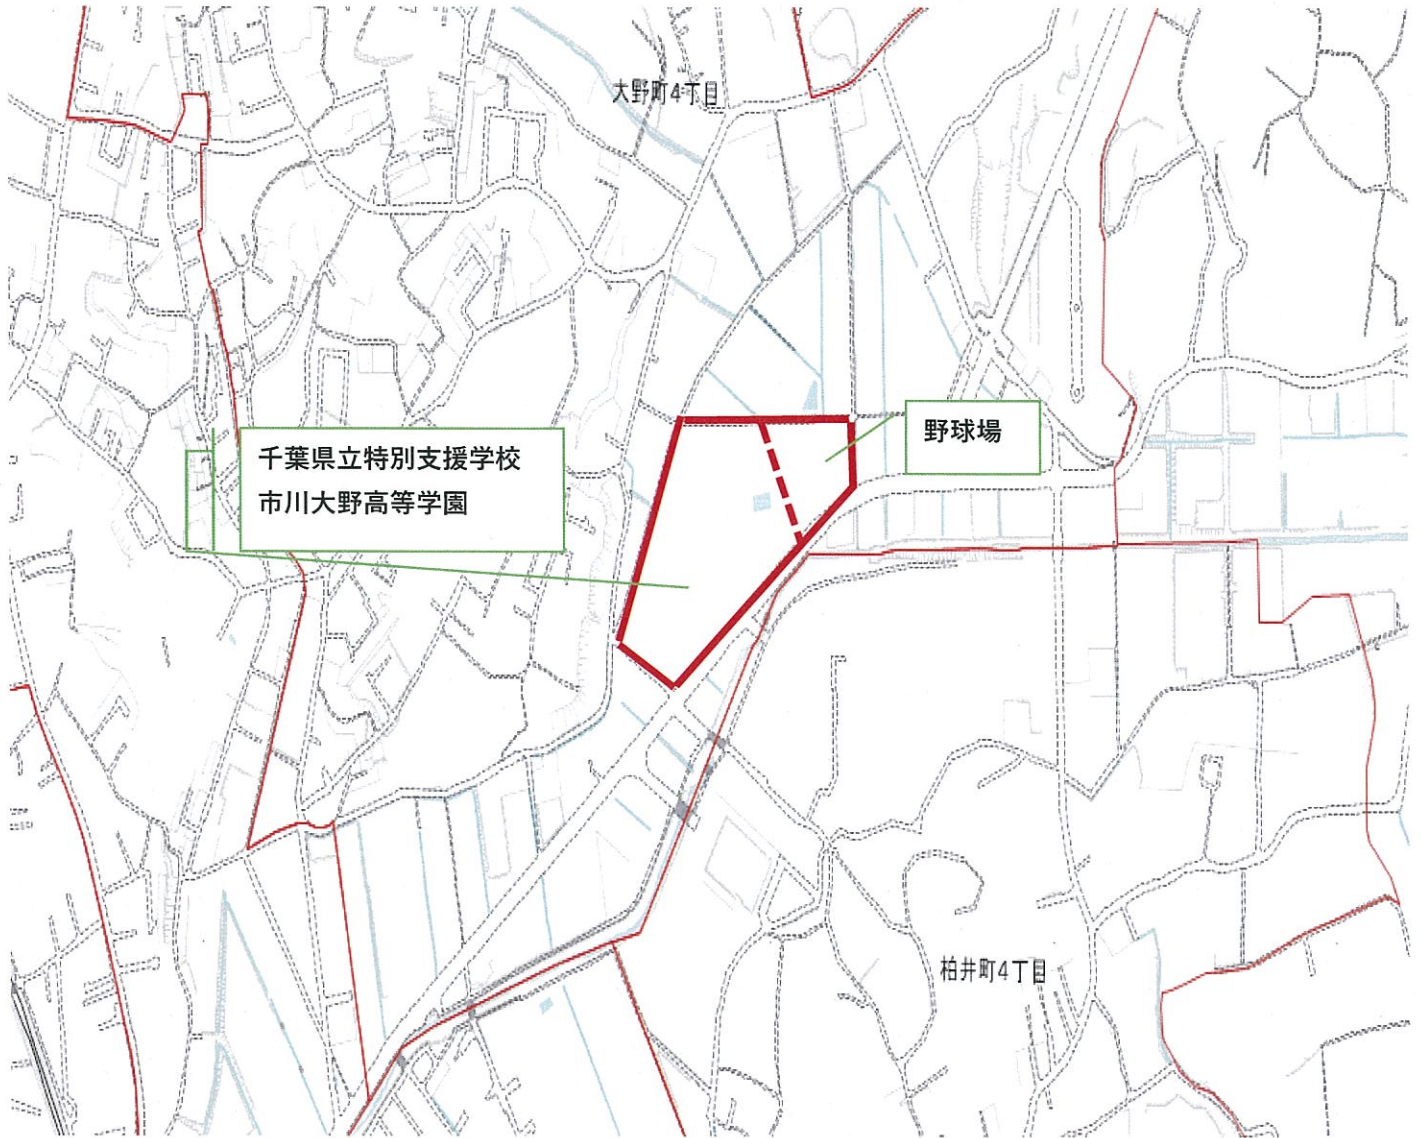 大野町4丁目
野球場
千葉県立特別支援学校
市川大野高等学園
柏井町4丁目